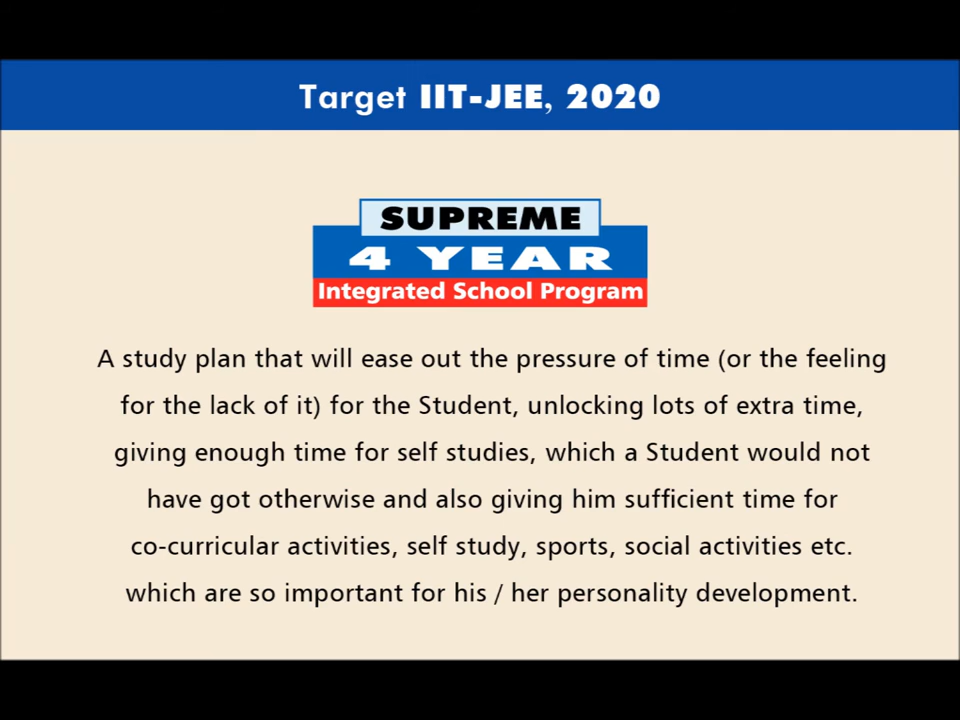 Target IIT-JEE, 2020
SUPREME
4 YEAR
Integrated School Program
A study plan that will ease out the pressure of time (or the feeling
for the lack of it) for the Student, unlocking lots of extra time,
giving enough time for self studies, which a Student would not
have got otherwise and also giving him sufficient time for
co-curricular activities, self study, sports, social activities etc.
which are so important for his / her personality development.